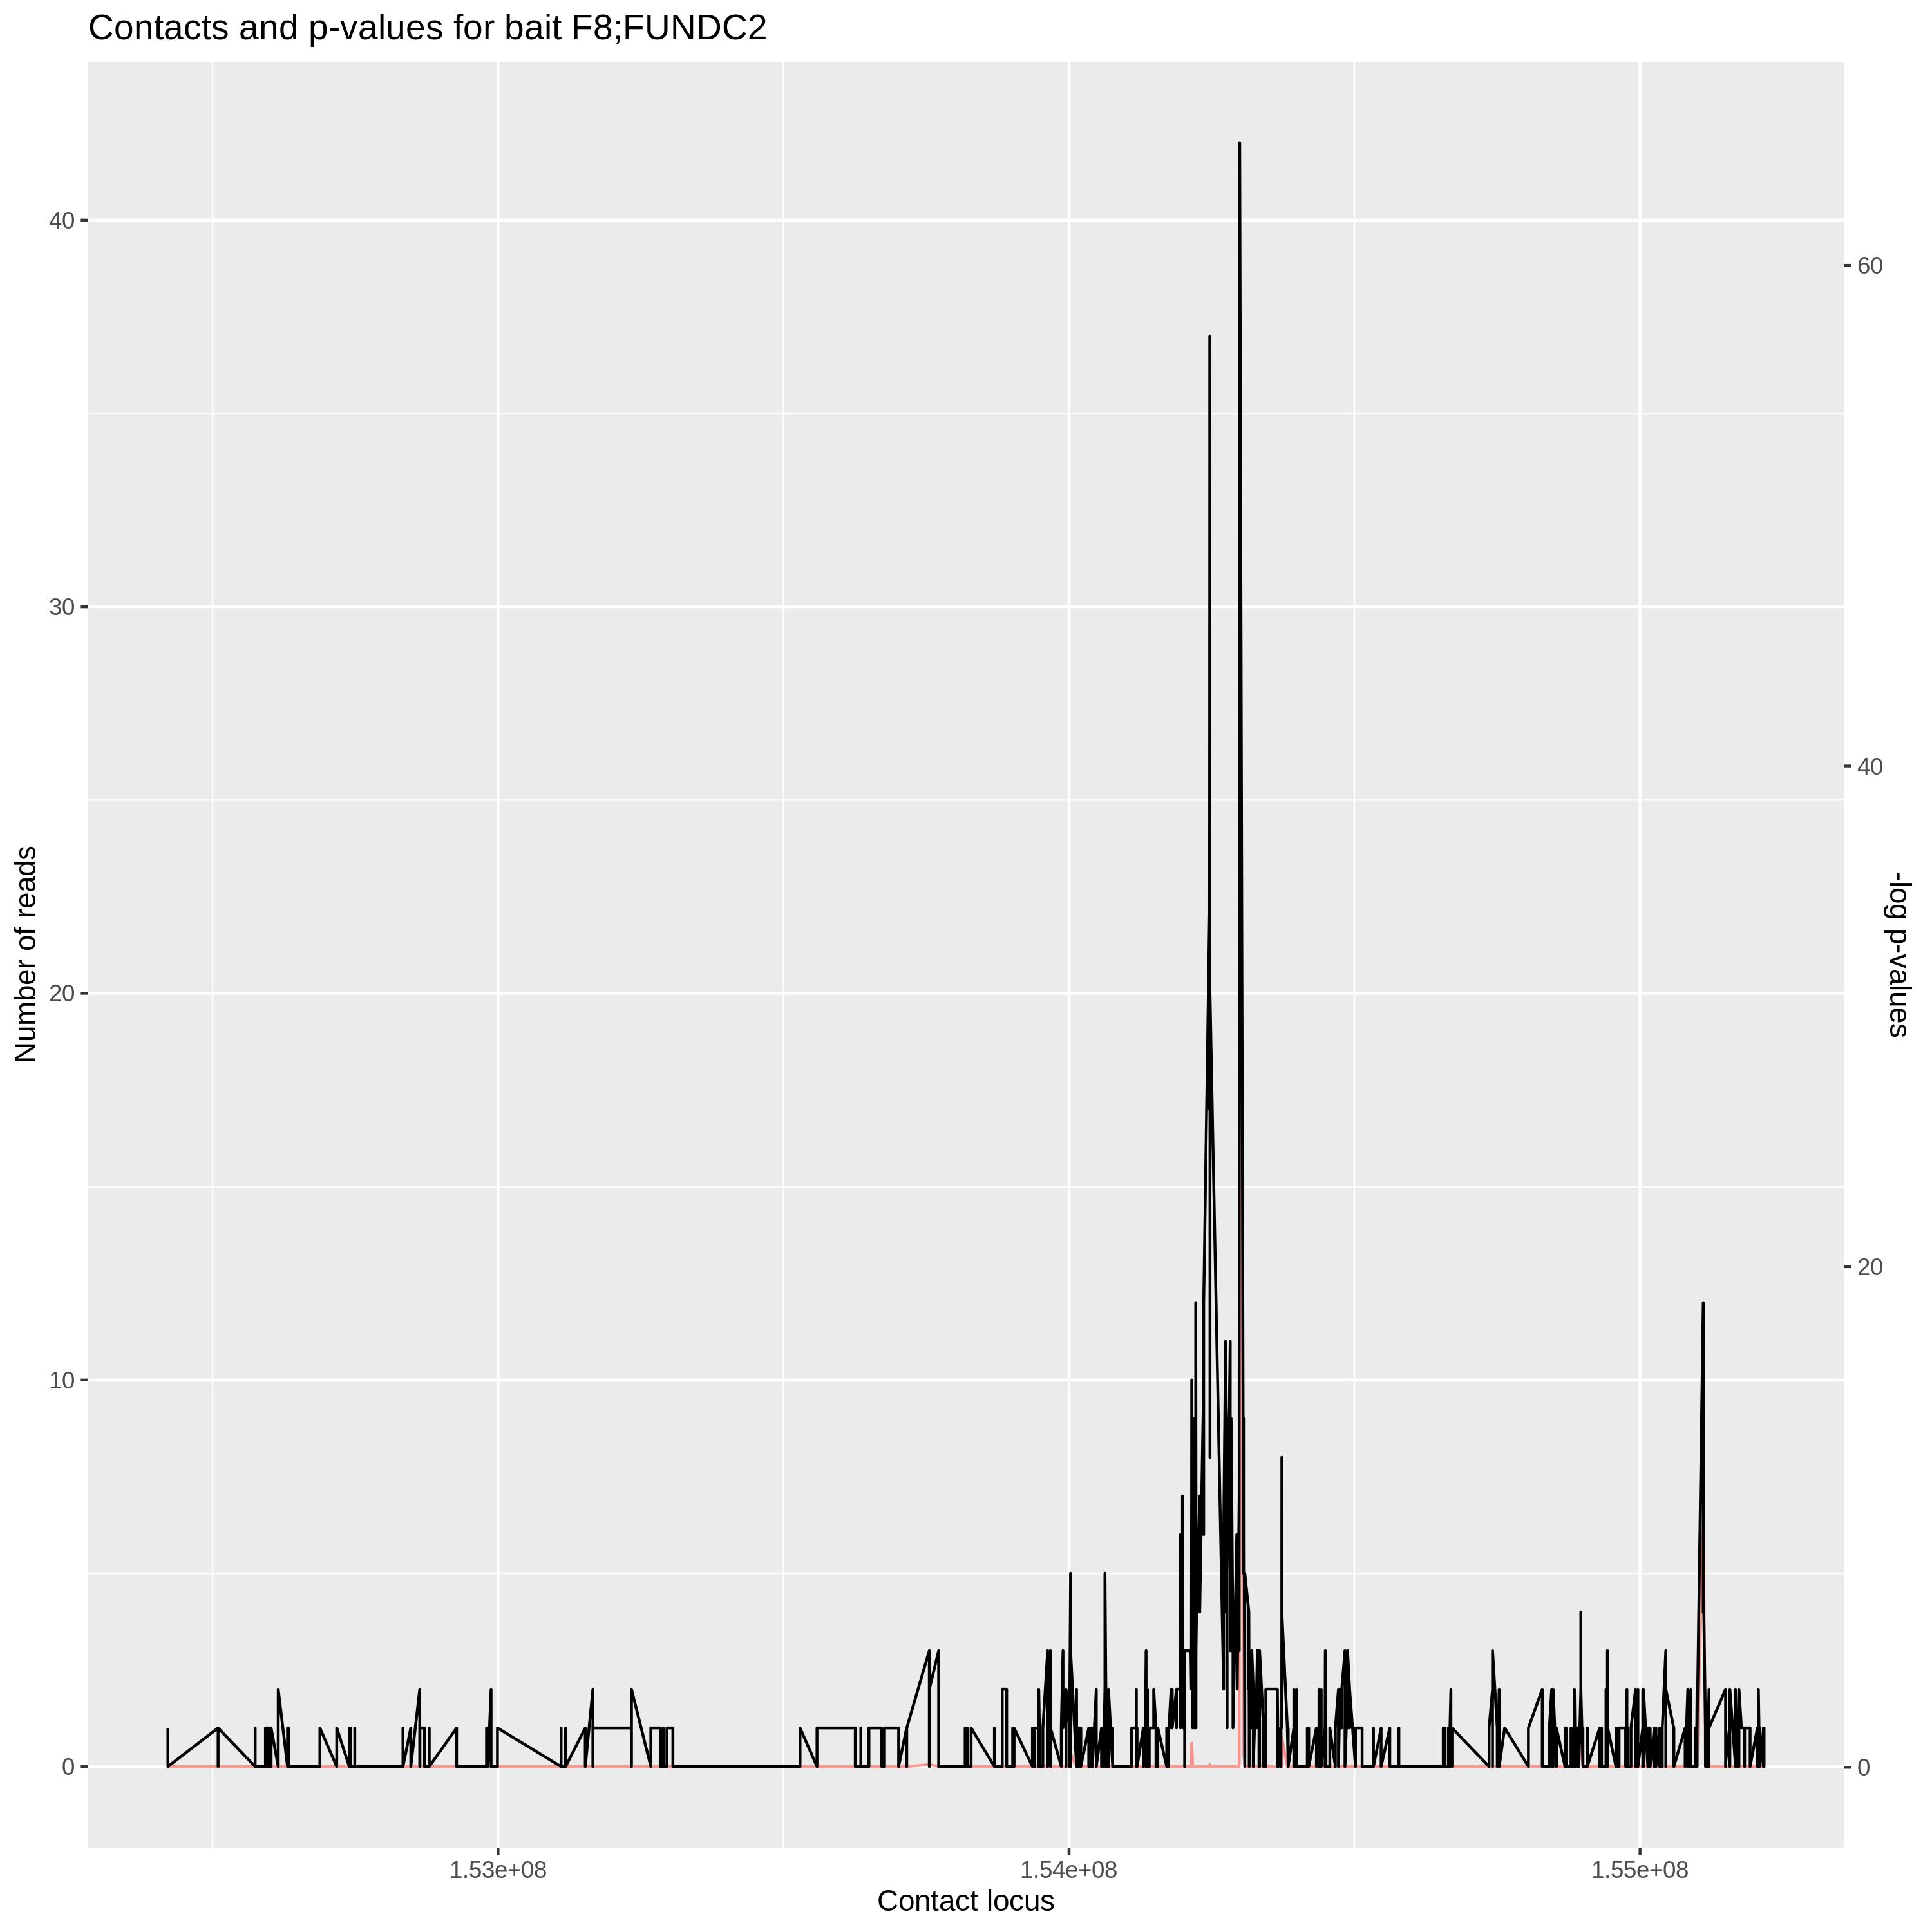 Contacts and p-values for bait F8;FUNDC2
40
30
20
10
0
Number of reads
60
40
20
0
-log p-values
1.53e+08
1.54e+08
1.55e+08
Contact locus